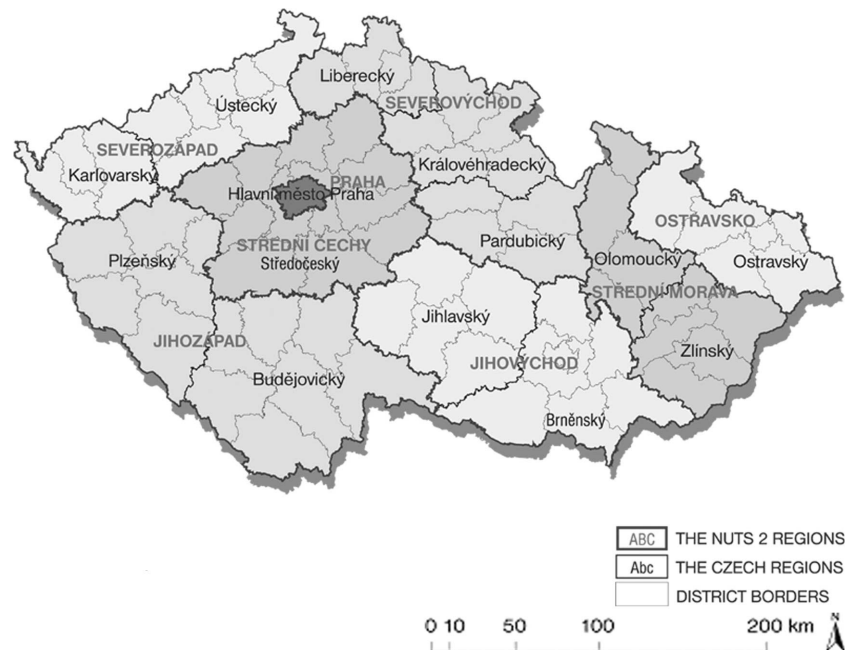 Liberecký
SEVEROVÝCHOD
Ústecký
SEVEROZÁPAD
Karlovarský
Královéhradecký
PRAHA
Hlavní město Praha
OSTRAVSKO
STŘEDNÍ ČECHY
Středočeský
Pardubický
Plzeňský
Olomoucký
Ostravský
STŘEDNÍ MORAVA
Jihlavský
JIHOZÁPAD
Zlínský
JIHOVÝCHOD
Budějovický
Brněnský
ABC THE NUTS 2 REGIONS
Abc THE CZECH REGIONS
DISTRICT BORDERS
0 10 50 100 200 km
N